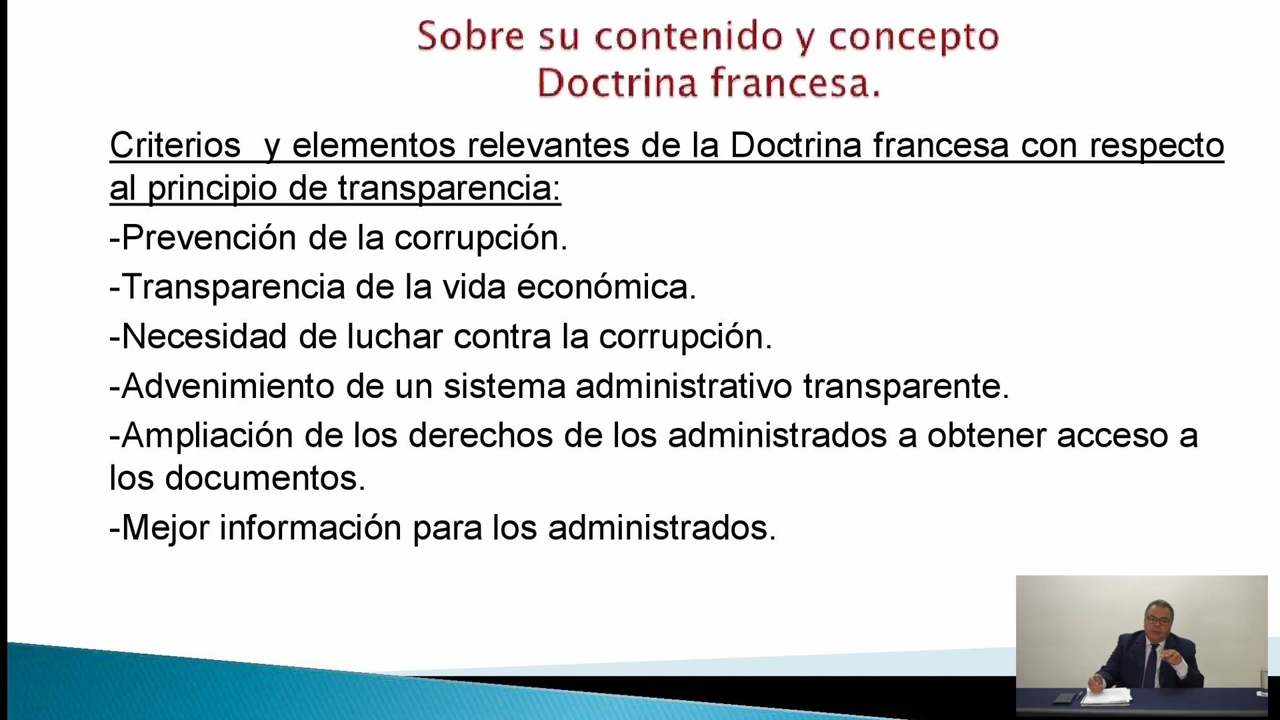 Sobre su contenido y concepto
Doctrina francesa.
Criterios y elementos relevantes de la Doctrina francesa con respecto
al principio de transparencia:
-Prevención de la corrupción.
-Transparencia de la vida económica.
-Necesidad de luchar contra la corrupción.
-Advenimiento de un sistema administrativo transparente.
-Ampliación de los derechos de los administrados a obtener acceso a
los documentos.
-Mejor información para los administrados.